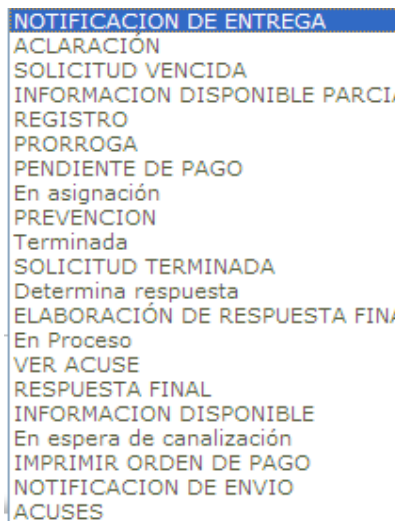 NOTIFICACION DE ENTREGA
ACLARACIÓN
SOLICITUD VENCIDA
INFORMACION DISPONIBLE PARCIA
REGISTRO
PRORROGA
PENDIENTE DE PAGO
En asignación
PREVENCION
Terminada
SOLICITUD TERMINADA
Determina respuesta
ELABORACIÓN DE RESPUESTA FINA
En Proceso
VER ACUSE
RESPUESTA FINAL
INFORMACION DISPONIBLE
En espera de canalización
IMPRIMIR ORDEN DE PAGO
NOTIFICACION DE ENVIO
ACUSES